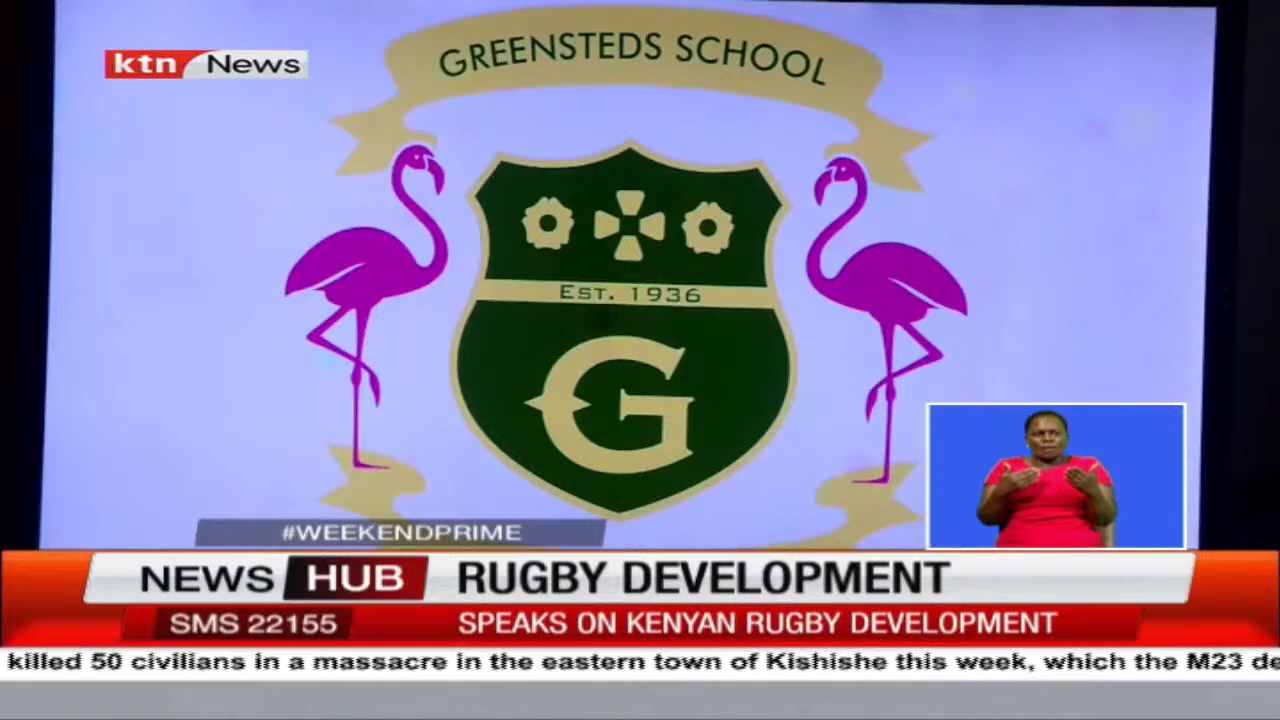 GREENSTEDS SCHOOL
ktn News
EST. 1936
G
#WEEKENDPRIME
NEWS HUB RUGBY DEVELOPMENT
SMS 22155 SPEAKS ON KENYAN RUGBY DEVELOPMENT
killed 50 civilians in a massacre in the eastern town of Kishishe this week, which the M23 de